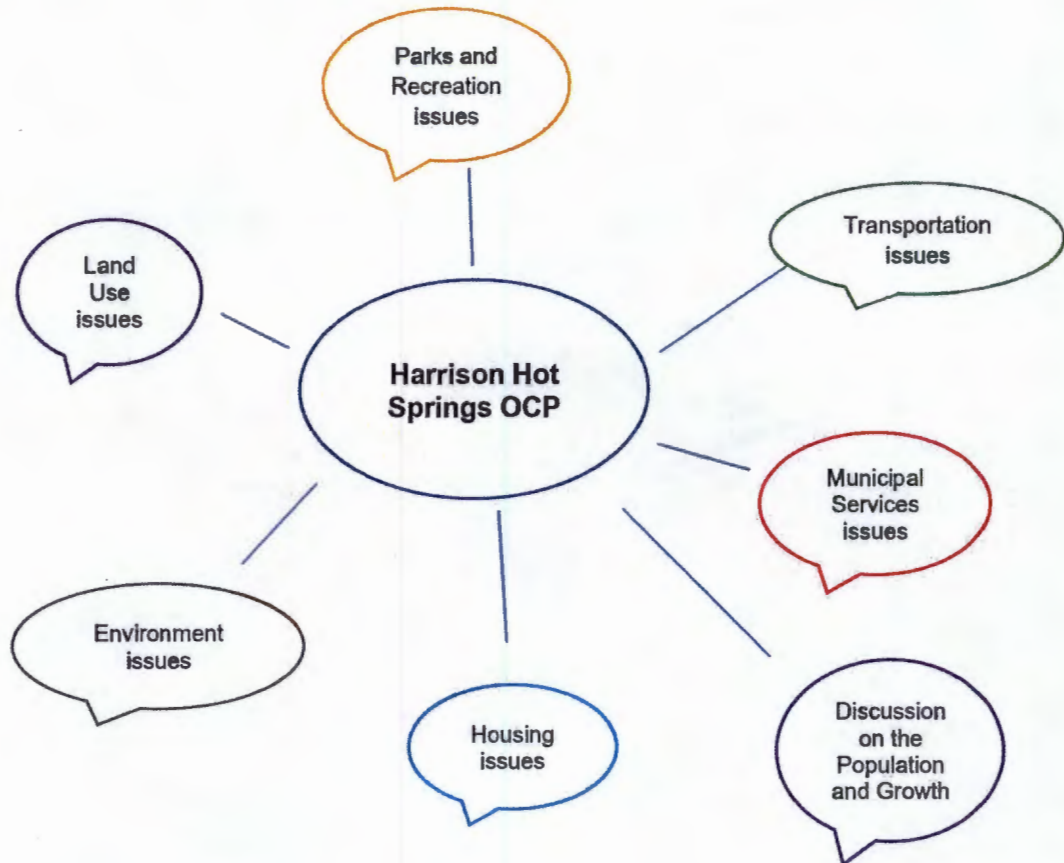 Parks and
Recreation
issues
Transportation
issues
Land
Use
issues
Harrison Hot
Springs OCP
Municipal
Services
issues
Environment
issues
Housing
issues
Discussion
on the
Population
and Growth